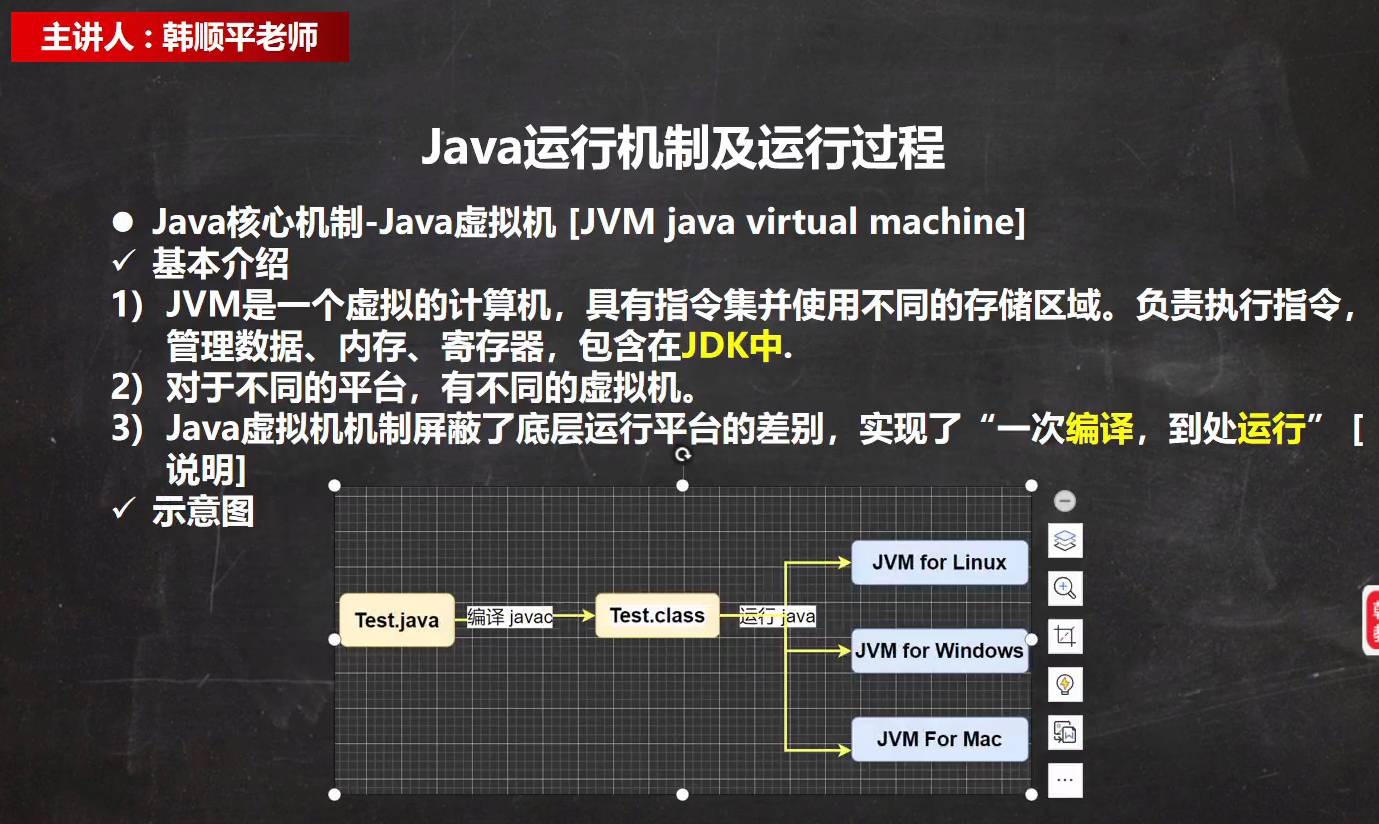 主讲人：韩顺平老师
Java运行机制及运行过程
● Java核心机制-Java虚拟机 [JVM java virtual machine]
✓ 基本介绍
1) JVM是一个虚拟的计算机，具有指令集并使用不同的存储区域。负责执行指令，
管理数据、内存、寄存器，包含在JDK中.
2) 对于不同的平台，有不同的虚拟机。
3) Java虚拟机机制屏蔽了底层运行平台的差别，实现了“一次编译，到处运行” [
说明]
✓ 示意图
Test.java
编译 javac
Test.class
运行 java
JVM for Linux
JVM for Windows
JVM For Mac